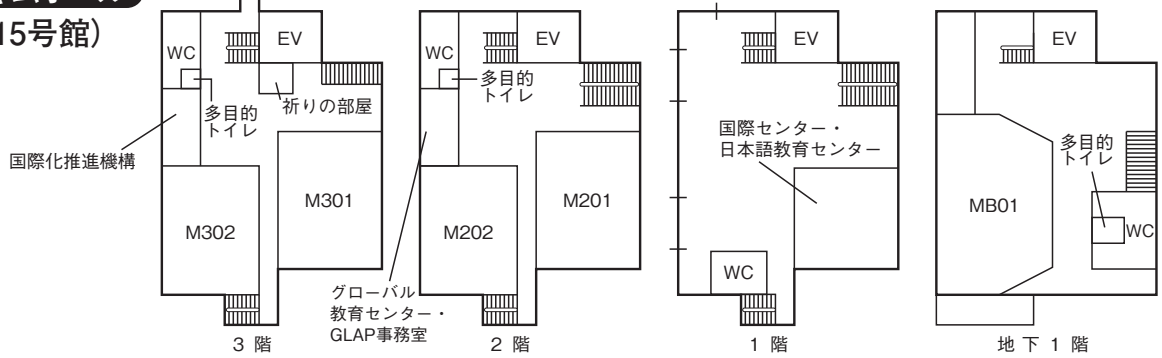 15号館)
WC
EV
多目的
トイレ
祈りの部屋
国際化推進機構
M301
M302
3 階
WC
EV
多目的
トイレ
M201
M202
グローバル
教育センター・
GLAP事務室
2 階
EV
国際センター・
日本語教育センター
WC
1 階
EV
多目的
トイレ
MB01
WC
地 下 1 階